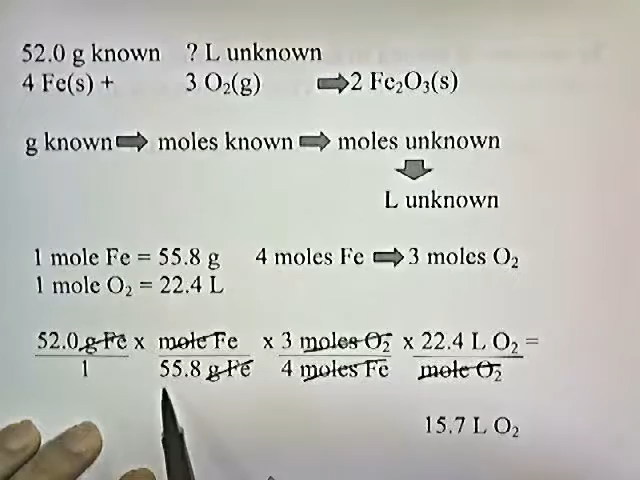 52.0 g known ? L unknown
4 Fe(s) + 3 O₂(g) ⇒ 2 Fe₂O₃(s)
g known ⇒ moles known ⇒ moles unknown
⇓
L unknown
1 mole Fe = 55.8 g 4 moles Fe ⇒ 3 moles O₂
1 mole O₂ = 22.4 L
52.0 g Fe x mole Fe x 3 moles O₂ x 22.4 L O₂ =
1 55.8 g Fe 4 moles Fe mole O₂
15.7 L O₂